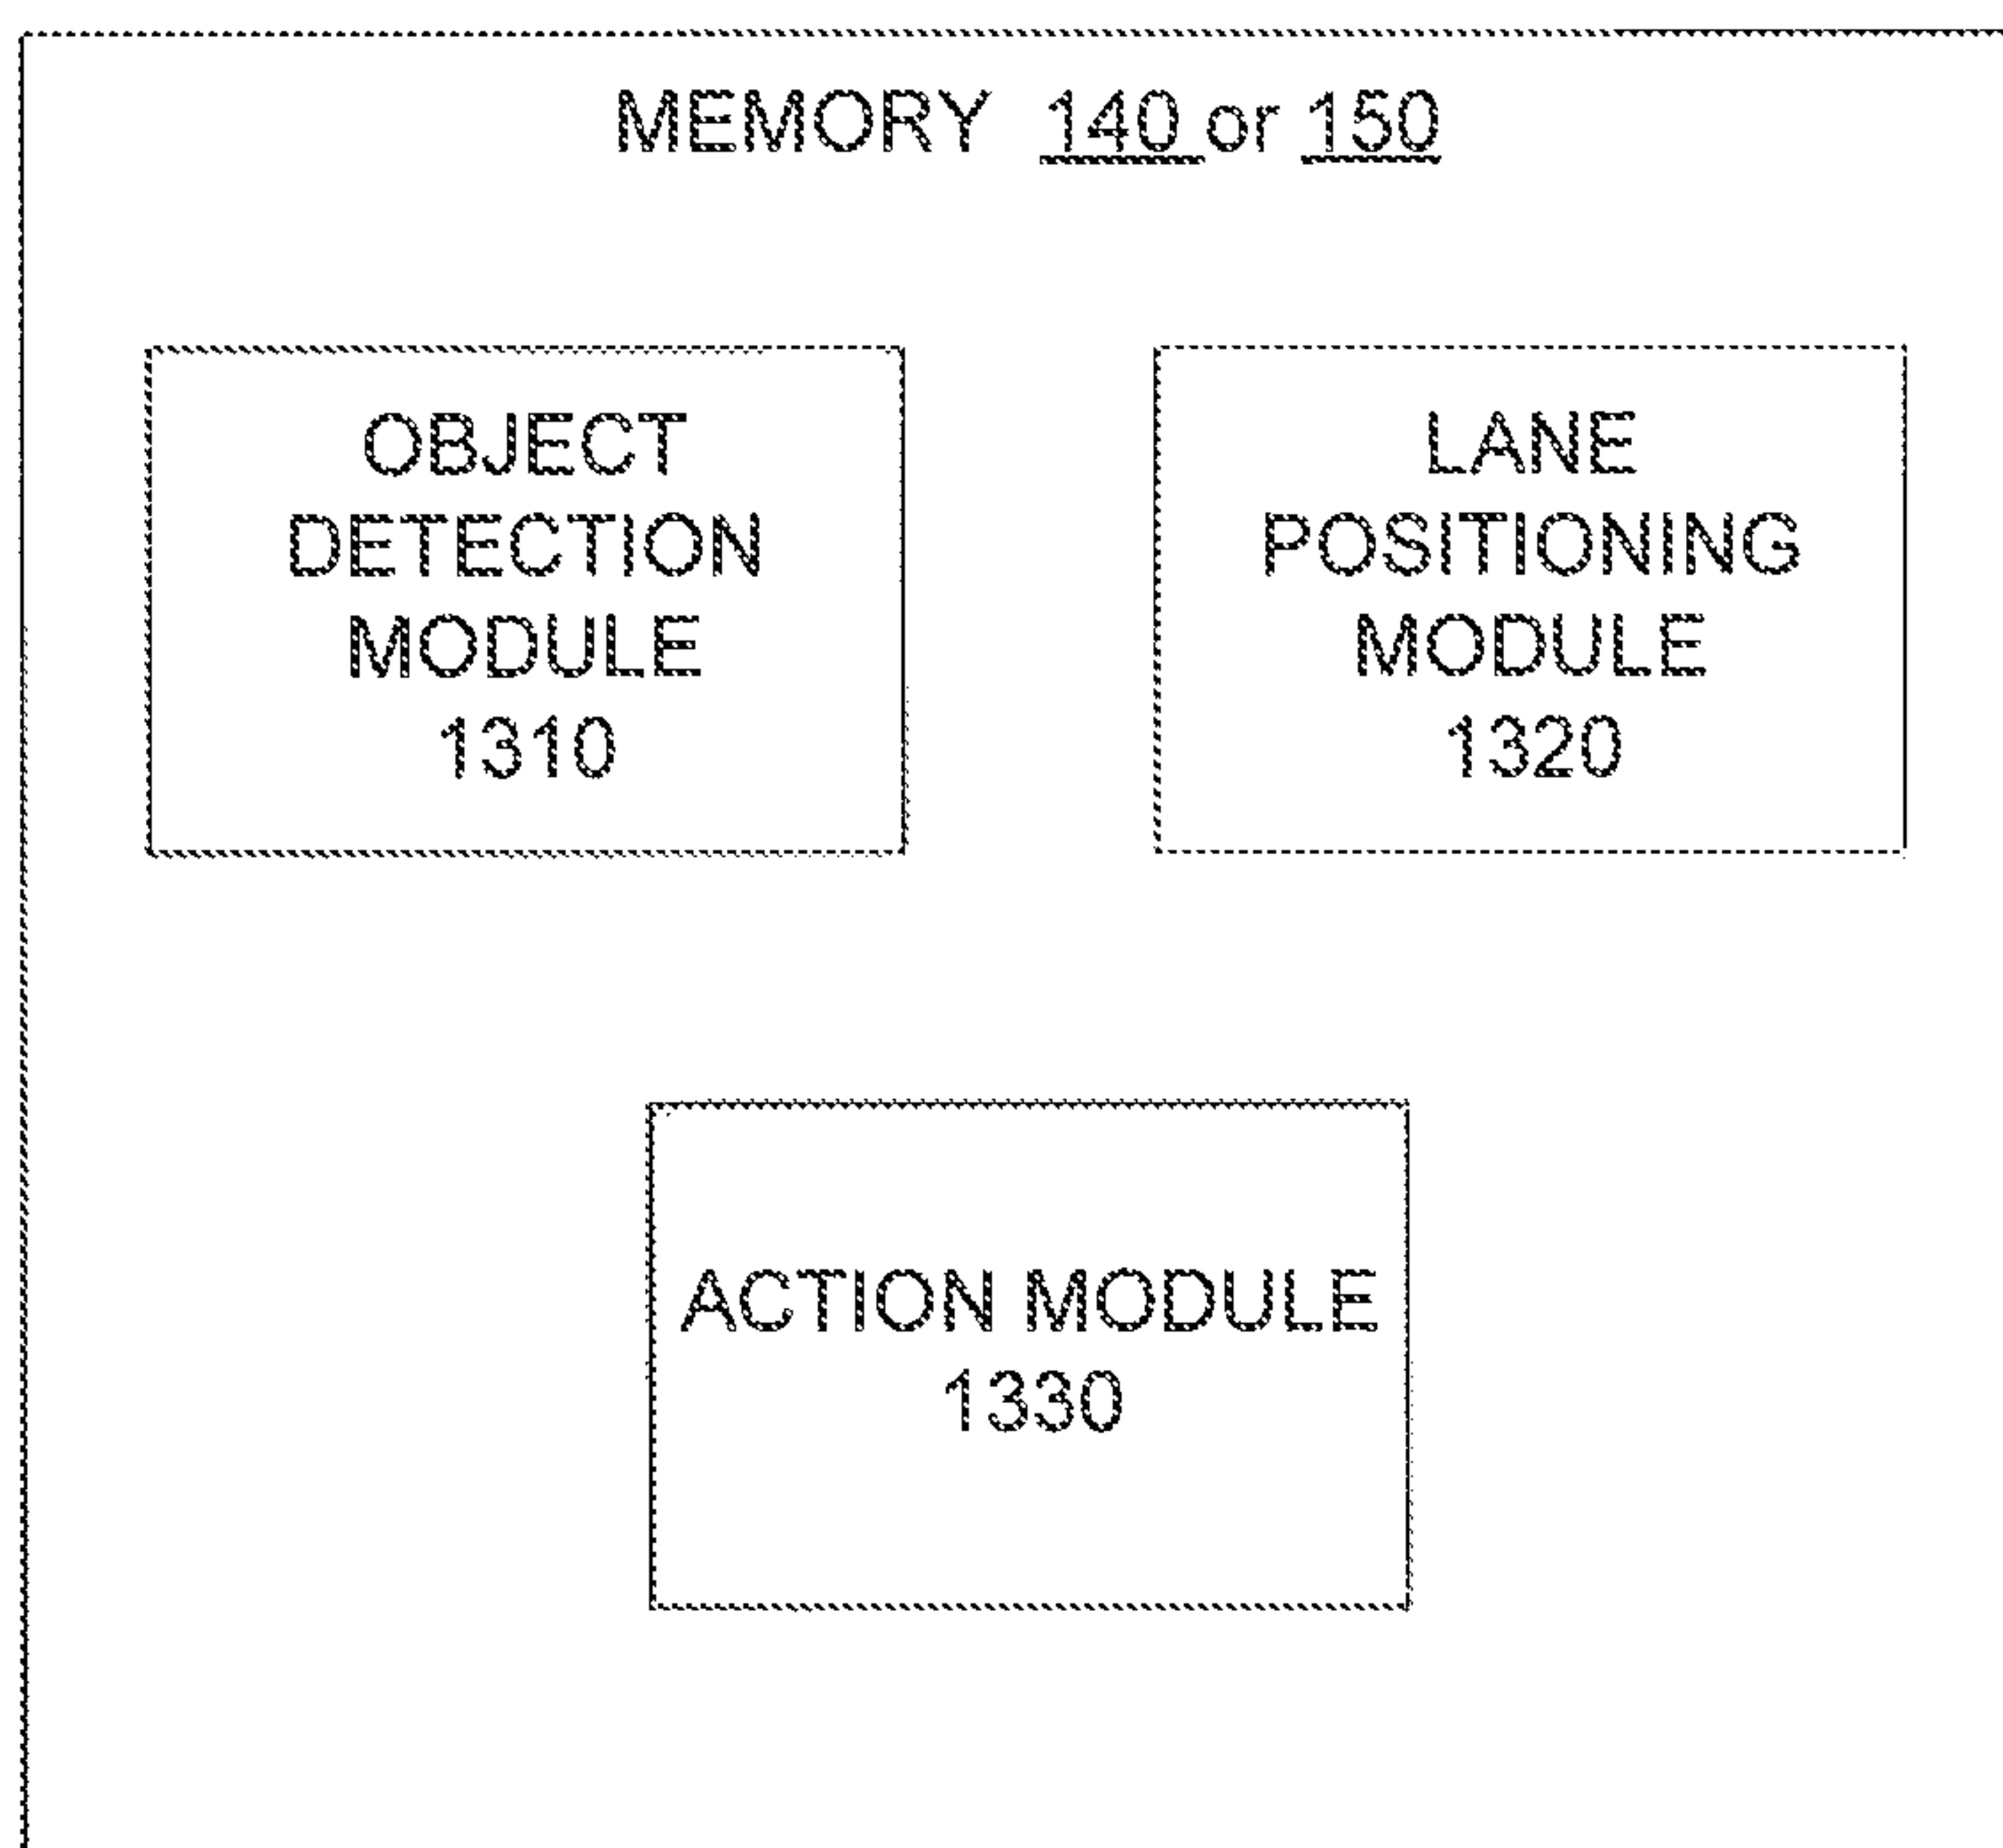 MEMORY 140 or 150
OBJECT
DETECTION
MODULE
1310
LANE
POSITIONING
MODULE
1320
ACTION MODULE
1330